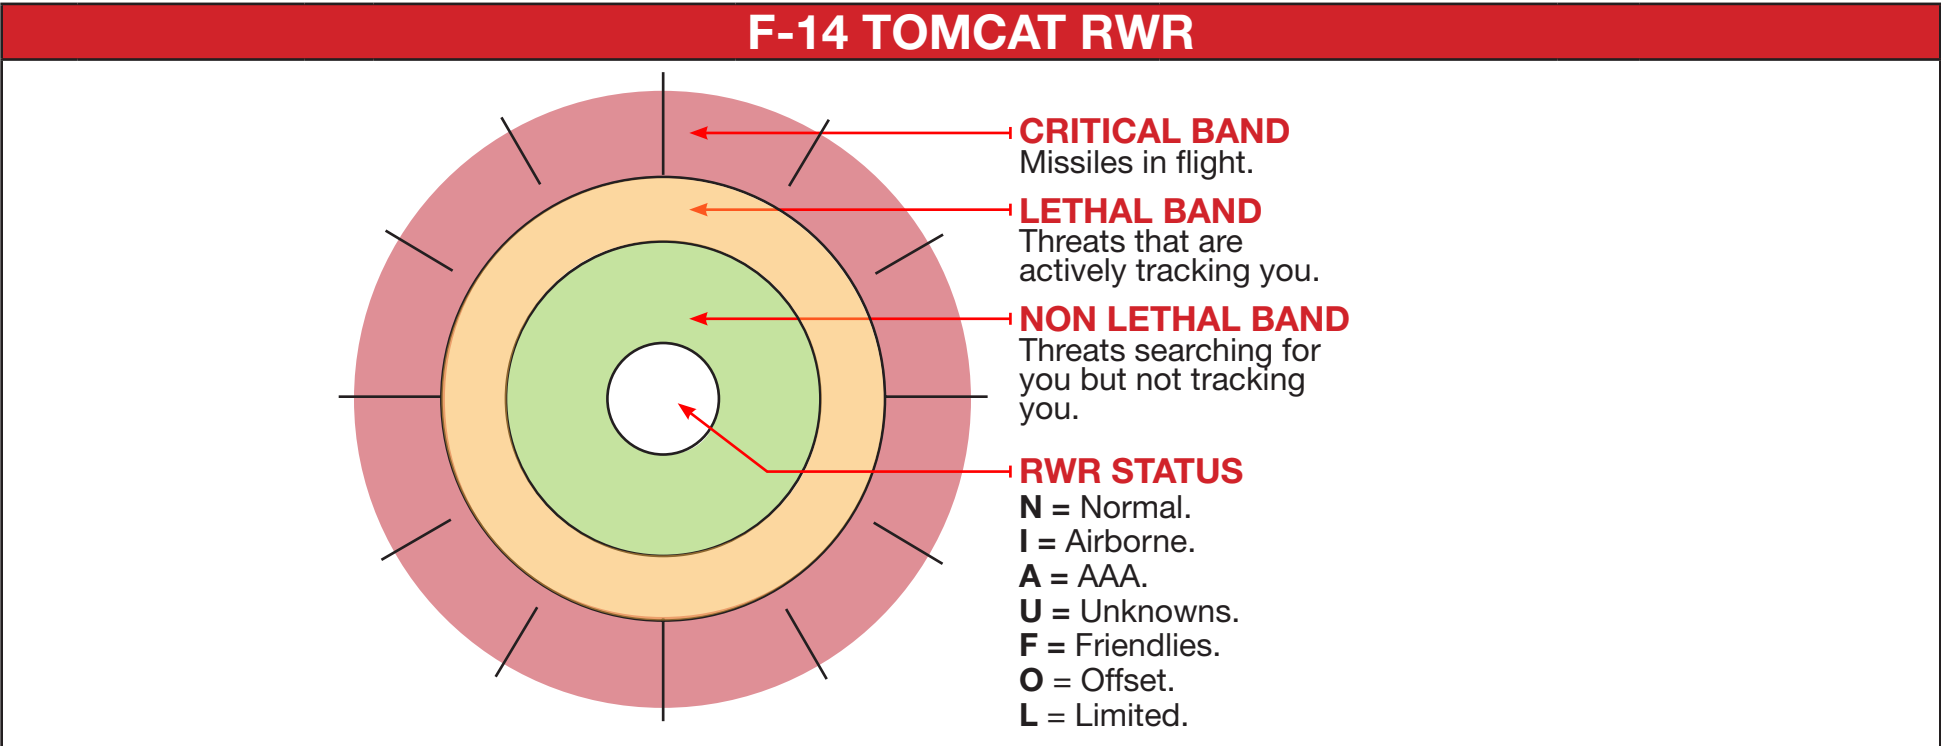 F-14 TOMCAT RWR
CRITICAL BAND
Missiles in flight.
LETHAL BAND
Threats that are
actively tracking you.
NON LETHAL BAND
Threats searching for
you but not tracking
you.
RWR STATUS
N = Normal.
I = Airborne.
A = AAA.
U = Unknowns.
F = Friendlies.
O = Offset.
L = Limited.